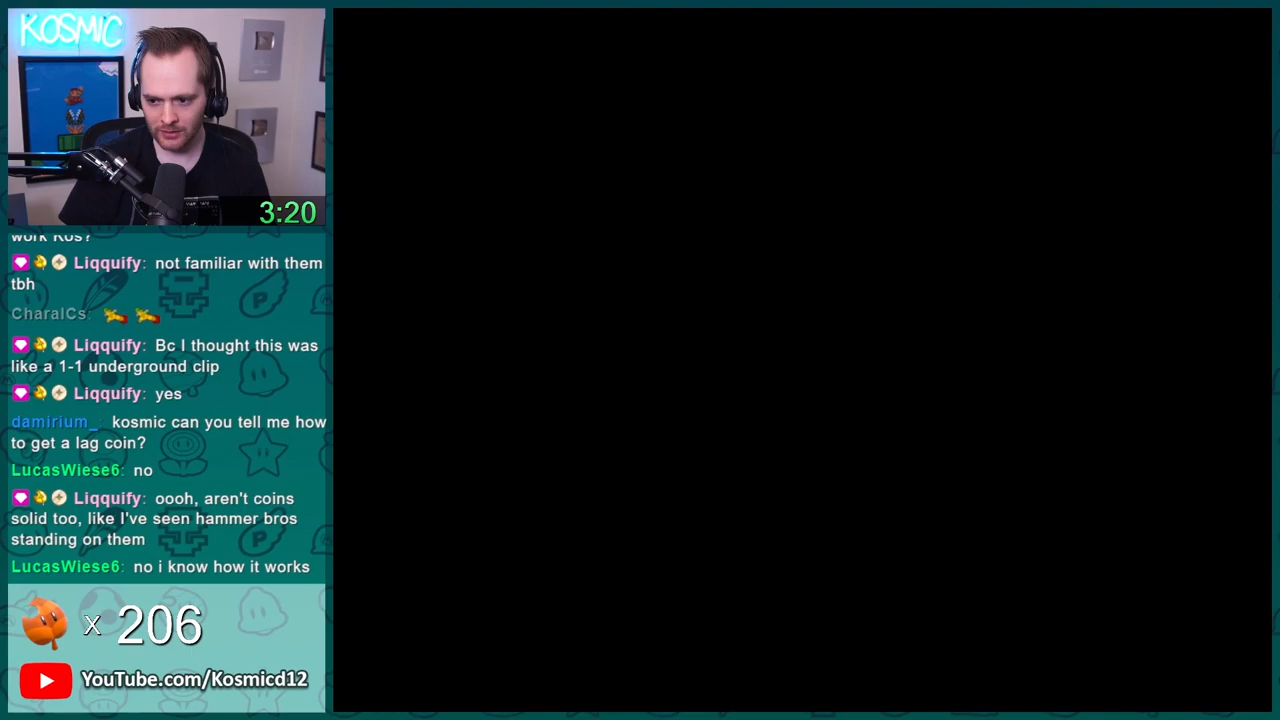 KOSMIC
3:20
work Kos?
Liqquify: not familiar with them
tbh
CharalCs:
Liqquify: Bc I thought this was
like a 1-1 underground clip
Liqquify: yes
damirium_: kosmic can you tell me how
to get a lag coin?
LucasWiese6: no
Liqquify: oooh, aren't coins
solid too, like I've seen hammer bros
standing on them
LucasWiese6: no i know how it works
x 206
YouTube.com/Kosmicd12